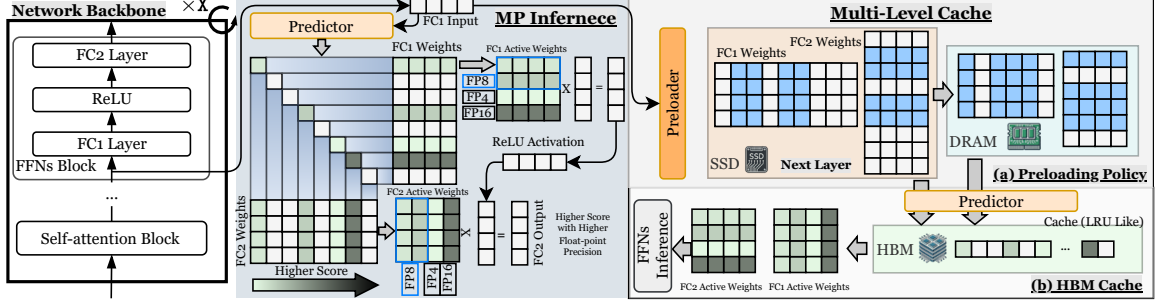 Network Backbone
×X
FC2 Layer
ReLU
FC1 Layer
FFNs Block
...
Self-attention Block
FC1 Input
MP Infernece
Predictor
FC1 Weights
FC1 Active Weights
FP8
FP4
FP16
X
=
ReLU Activation
FC2 Weights
FC2 Active Weights
X
=
FC2 Output
FP8
FP4
FP16
Higher Score
with Higher
Float-point
Precision
Higher Score
Multi-Level Cache
Preloader
FC1 Weights
FC2 Weights
SSD
SSD
Next Layer
DRAM
(a) Preloading Policy
Predictor
Cache (LRU Like)
HBM
...
FFNs
Inference
FC2 Active Weights
FC1 Active Weights
(b) HBM Cache